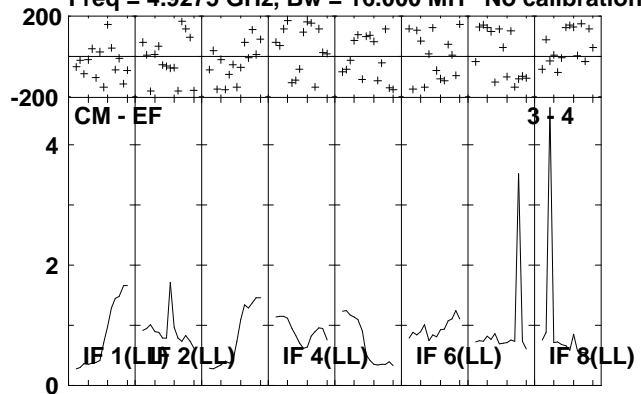 Freq = 4.9275 GHz, Bw = 16.000 MH No calibration
200
-200
CM - EF
3 - 4
4
2
0
IF 1(LL)
IF 2(LL)
IF 4(LL)
IF 6(LL)
IF 8(LL)